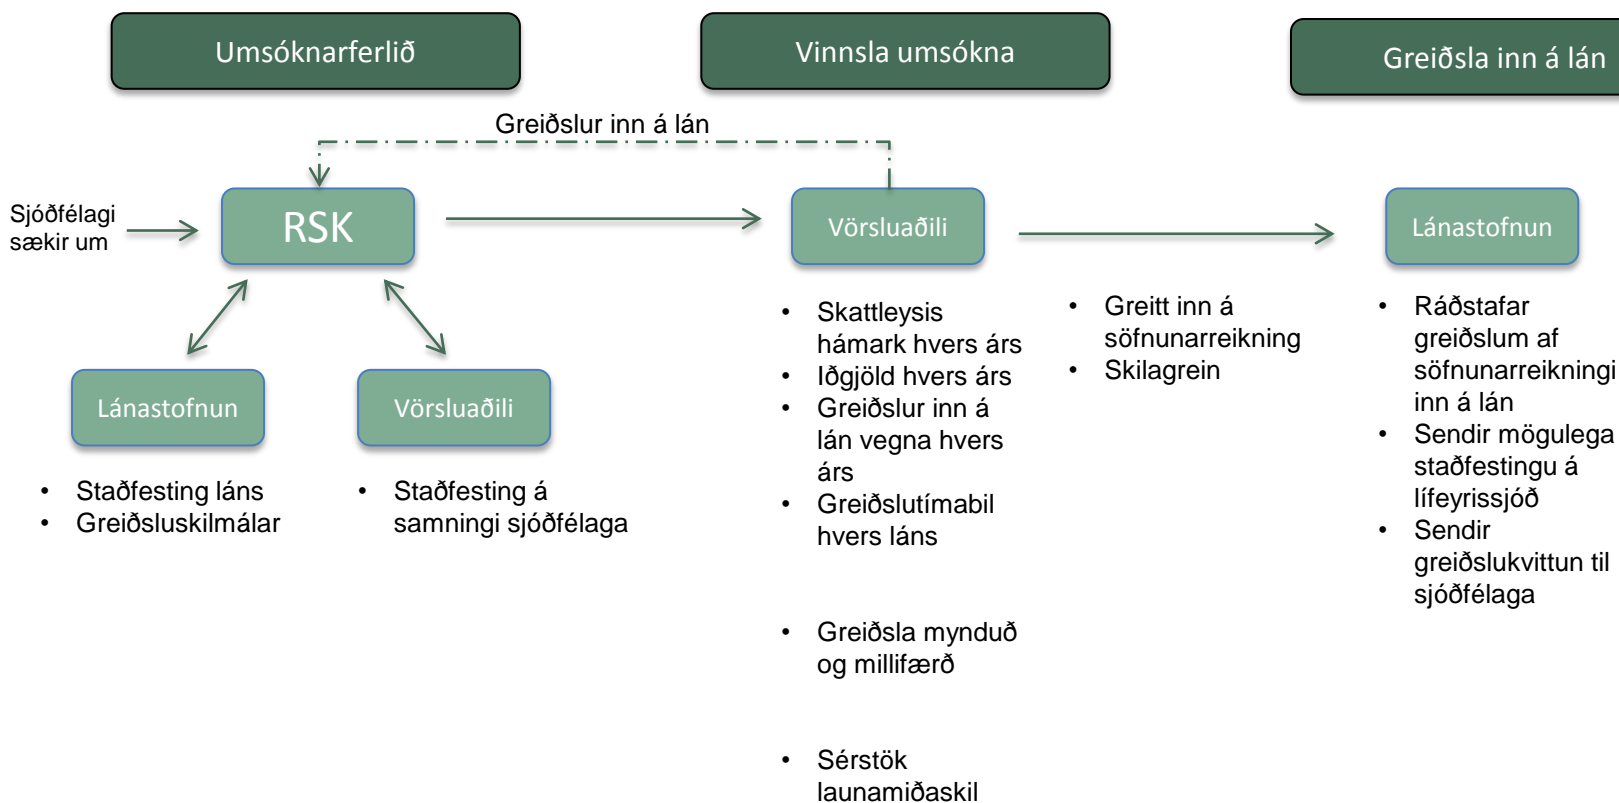 Umsóknarferlið
Vinnsla umsókna
Greiðsla inn á lán
Greiðslur inn á lán
Sjóðfélagi
sækir um
RSK
Vörsluaðili
Lánastofnun
Lánastofnun
Vörsluaðili
• Staðfesting láns
• Greiðsluskilmálar
• Staðfesting á
samningi sjóðfélaga
• Skattleysis
hámark hvers árs
• Iðgjöld hvers árs
• Greiðslur inn á
lán vegna hvers
árs
• Greiðslutímabil
hvers láns
• Greiðsla mynduð
og millifærð
• Sérstök
launamiðaskil
• Greitt inn á
söfnunarreikning
• Skilagrein
• Ráðstafar
greiðslum af
söfnunarreikningi
inn á lán
• Sendir mögulega
staðfestingu á
lífeyrissjóð
• Sendir
greiðslukvittun til
sjóðfélaga